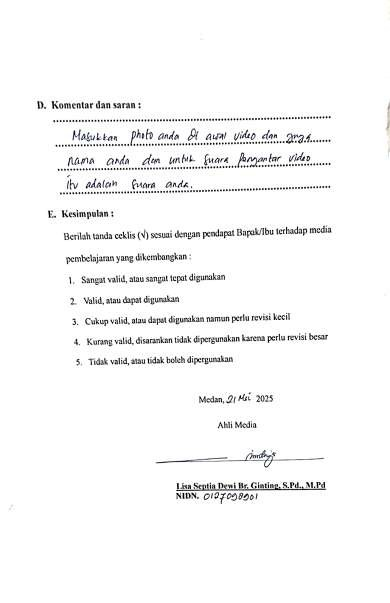 D. Komentar dan saran :
Masukkan photo anda di awal video dan juga
nama anda dan untuk suara pengantar video
itu adalah suara anda.
E. Kesimpulan :
Berilah tanda ceklis (√) sesuai dengan pendapat Bapak/Ibu terhadap media
pembelajaran yang dikembangkan :
1. Sangat valid, atau sangat tepat digunakan
2. Valid, atau dapat digunakan
3. Cukup valid, atau dapat digunakan namun perlu revisi kecil
4. Kurang valid, disarankan tidak dipergunakan karena perlu revisi besar
5. Tidak valid, atau tidak boleh dipergunakan
Medan, 21 Mei 2025
Ahli Media
Lisa Septia Dewi Br. Ginting, S.Pd., M.Pd
NIDN. 0127098901